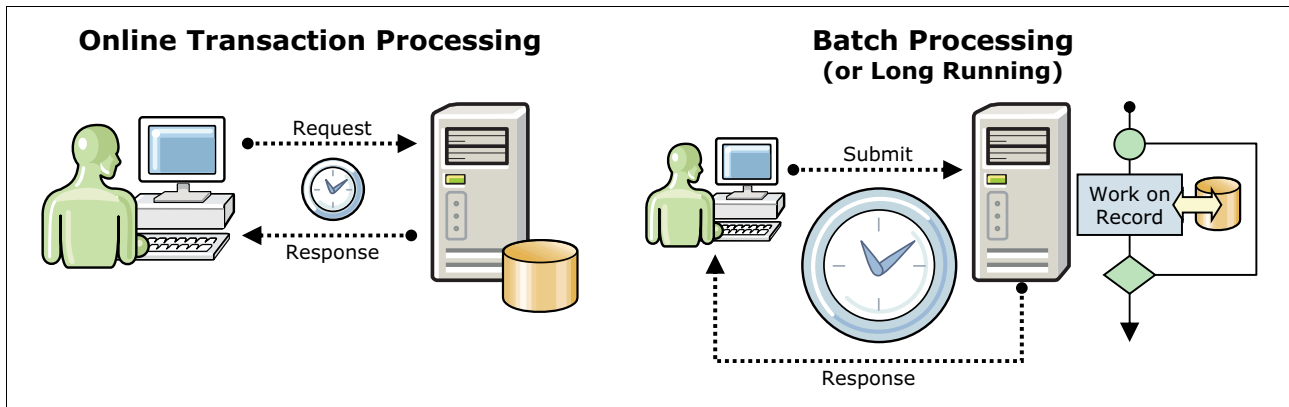 Online Transaction Processing
Request
Response
Batch Processing
(or Long Running)
Submit
Work on
Record
Response